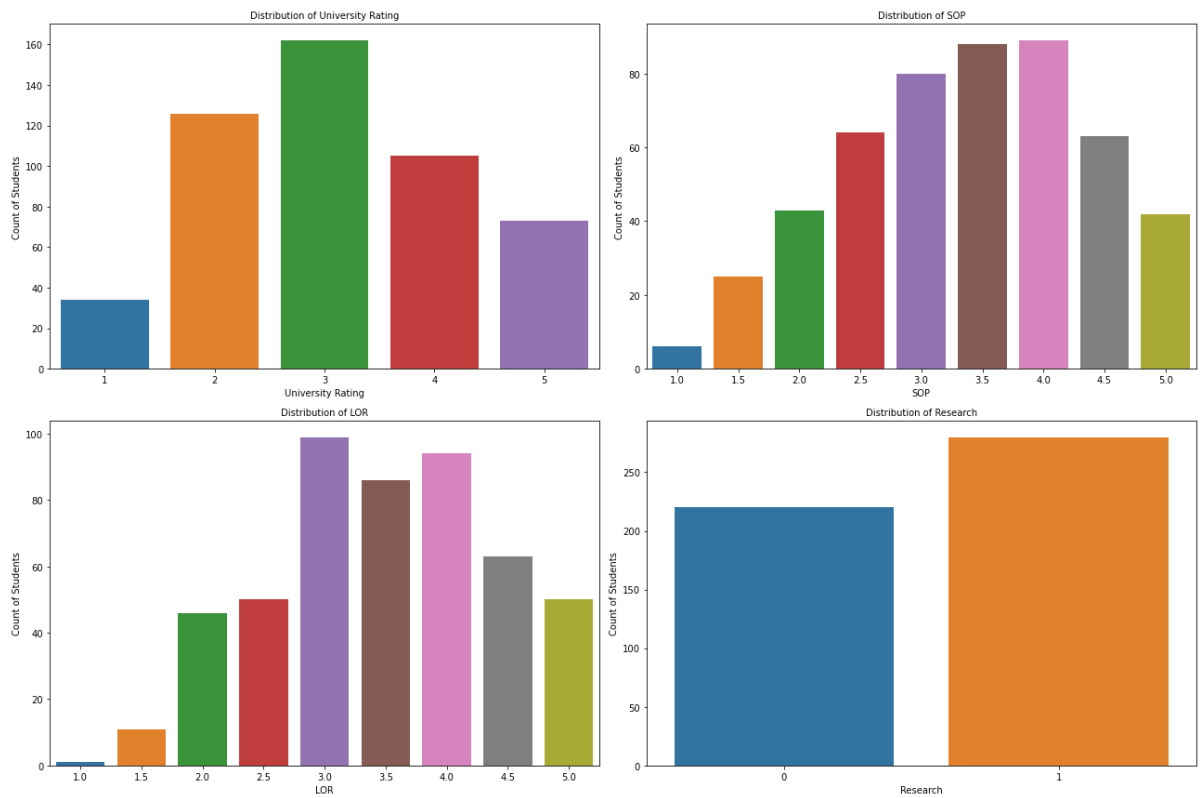 Distribution of University Rating
160
140
120
100
80
60
40
20
0
Count of Students
1 2 3 4 5
University Rating
Distribution of SOP
80
60
40
20
0
Count of Students
1.0 1.5 2.0 2.5 3.0 3.5 4.0 4.5 5.0
SOP
Distribution of LOR
100
80
60
40
20
0
Count of Students
1.0 1.5 2.0 2.5 3.0 3.5 4.0 4.5 5.0
LOR
Distribution of Research
250
200
150
100
50
0
Count of Students
0 1
Research